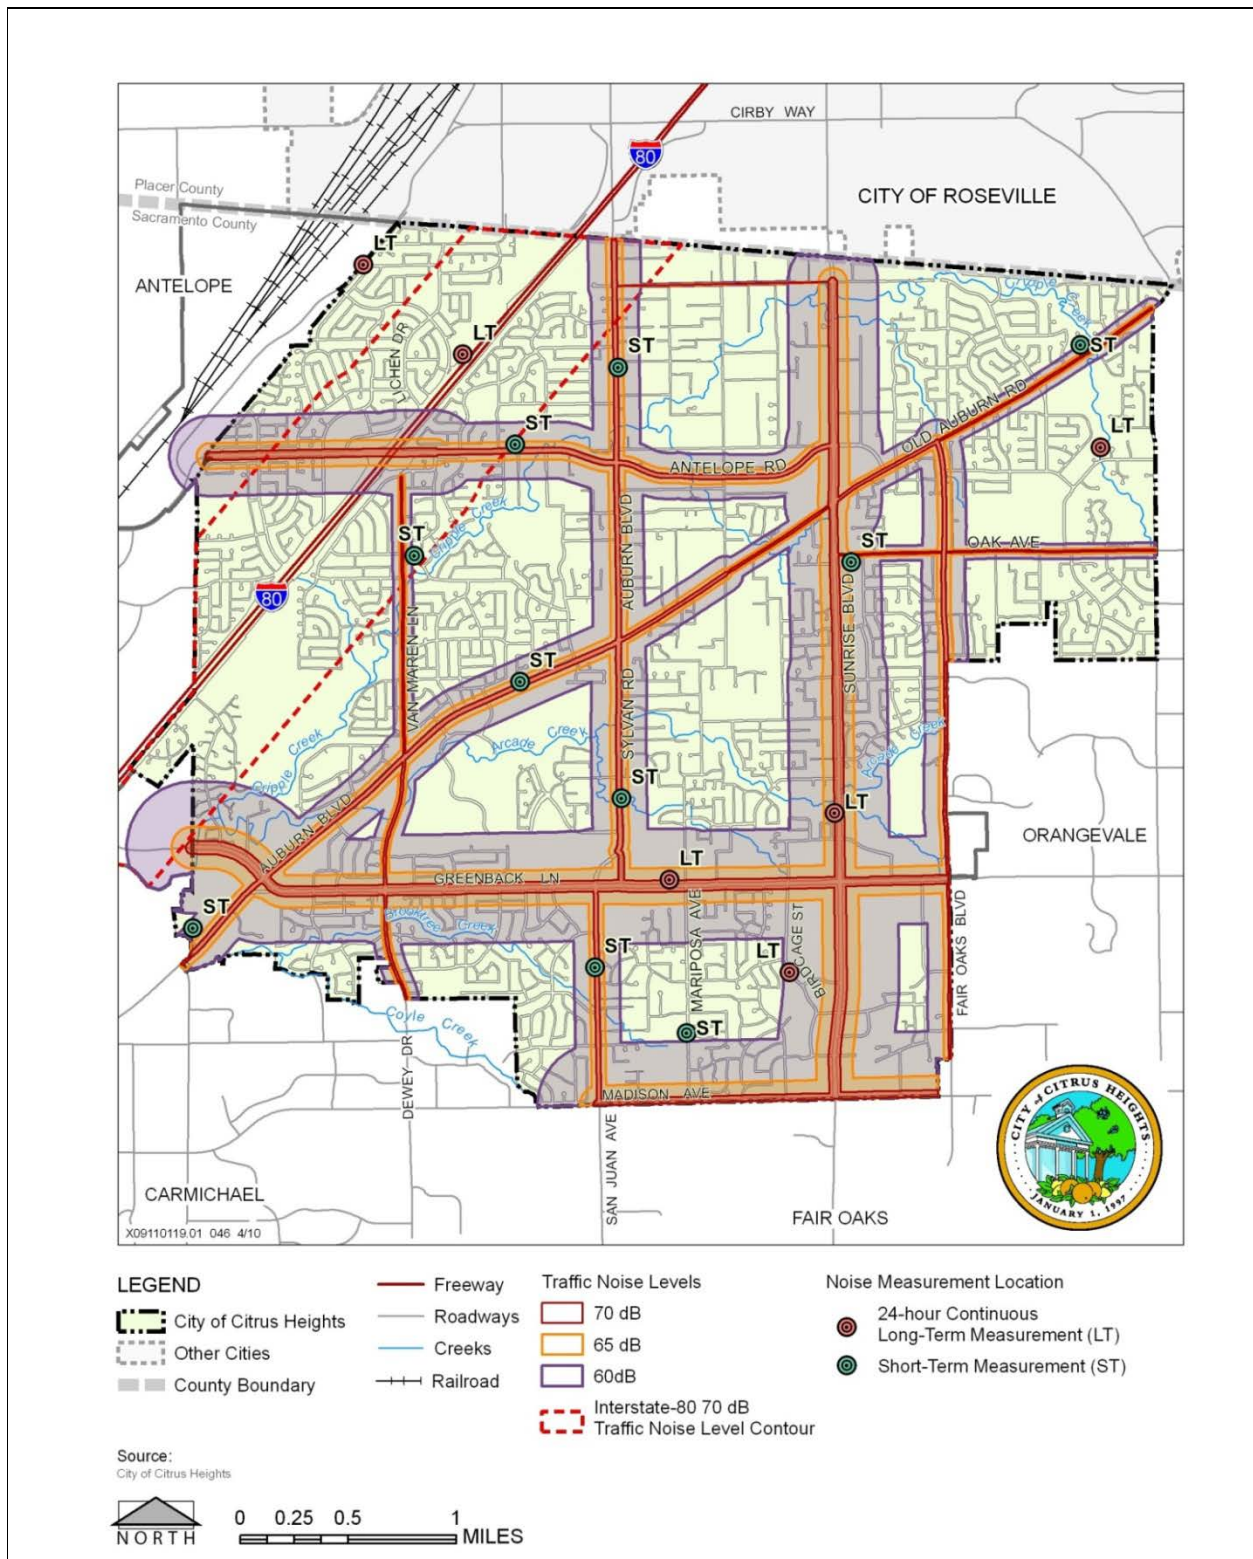 CIRBY WAY
80
Placer County
CITY OF ROSEVILLE
Sacramento County
LT
ANTELOPE
Cripple Creek
LICHEN DR
LT
ST
ST
OLD AUBURN RD
ST
LT
ANTELOPE RD
Cripple Creek
AUBURN BLVD
ST
ST
OAK AVE
80
SUNRISE BLVD
VAN MAREN LN
ST
SYLVAN RD
Arcade Creek
Arcade Creek
Cripple Creek
ST
LT
AUBURN BLVD
ORANGEVALE
LT
GREENBACK LN
ST
Brooktree Creek
MARIPOSA AVE
BIRDCAGE ST
FAIR OAKS BLVD
ST
LT
Coyle Creek
ST
DEWEY DR
MADISON AVE
SAN JUAN AVE
CITY of CITRUS HEIGHTS
JANUARY 1, 1997
CARMICHAEL
FAIR OAKS
X09110119.01 046 4/10
LEGEND
City of Citrus Heights
Other Cities
County Boundary
Freeway
Roadways
Creeks
Railroad
Traffic Noise Levels
70 dB
65 dB
60dB
Interstate-80 70 dB
Traffic Noise Level Contour
Noise Measurement Location
24-hour Continuous
Long-Term Measurement (LT)
Short-Term Measurement (ST)
Source:
City of Citrus Heights
NORTH
0 0.25 0.5 1
MILES